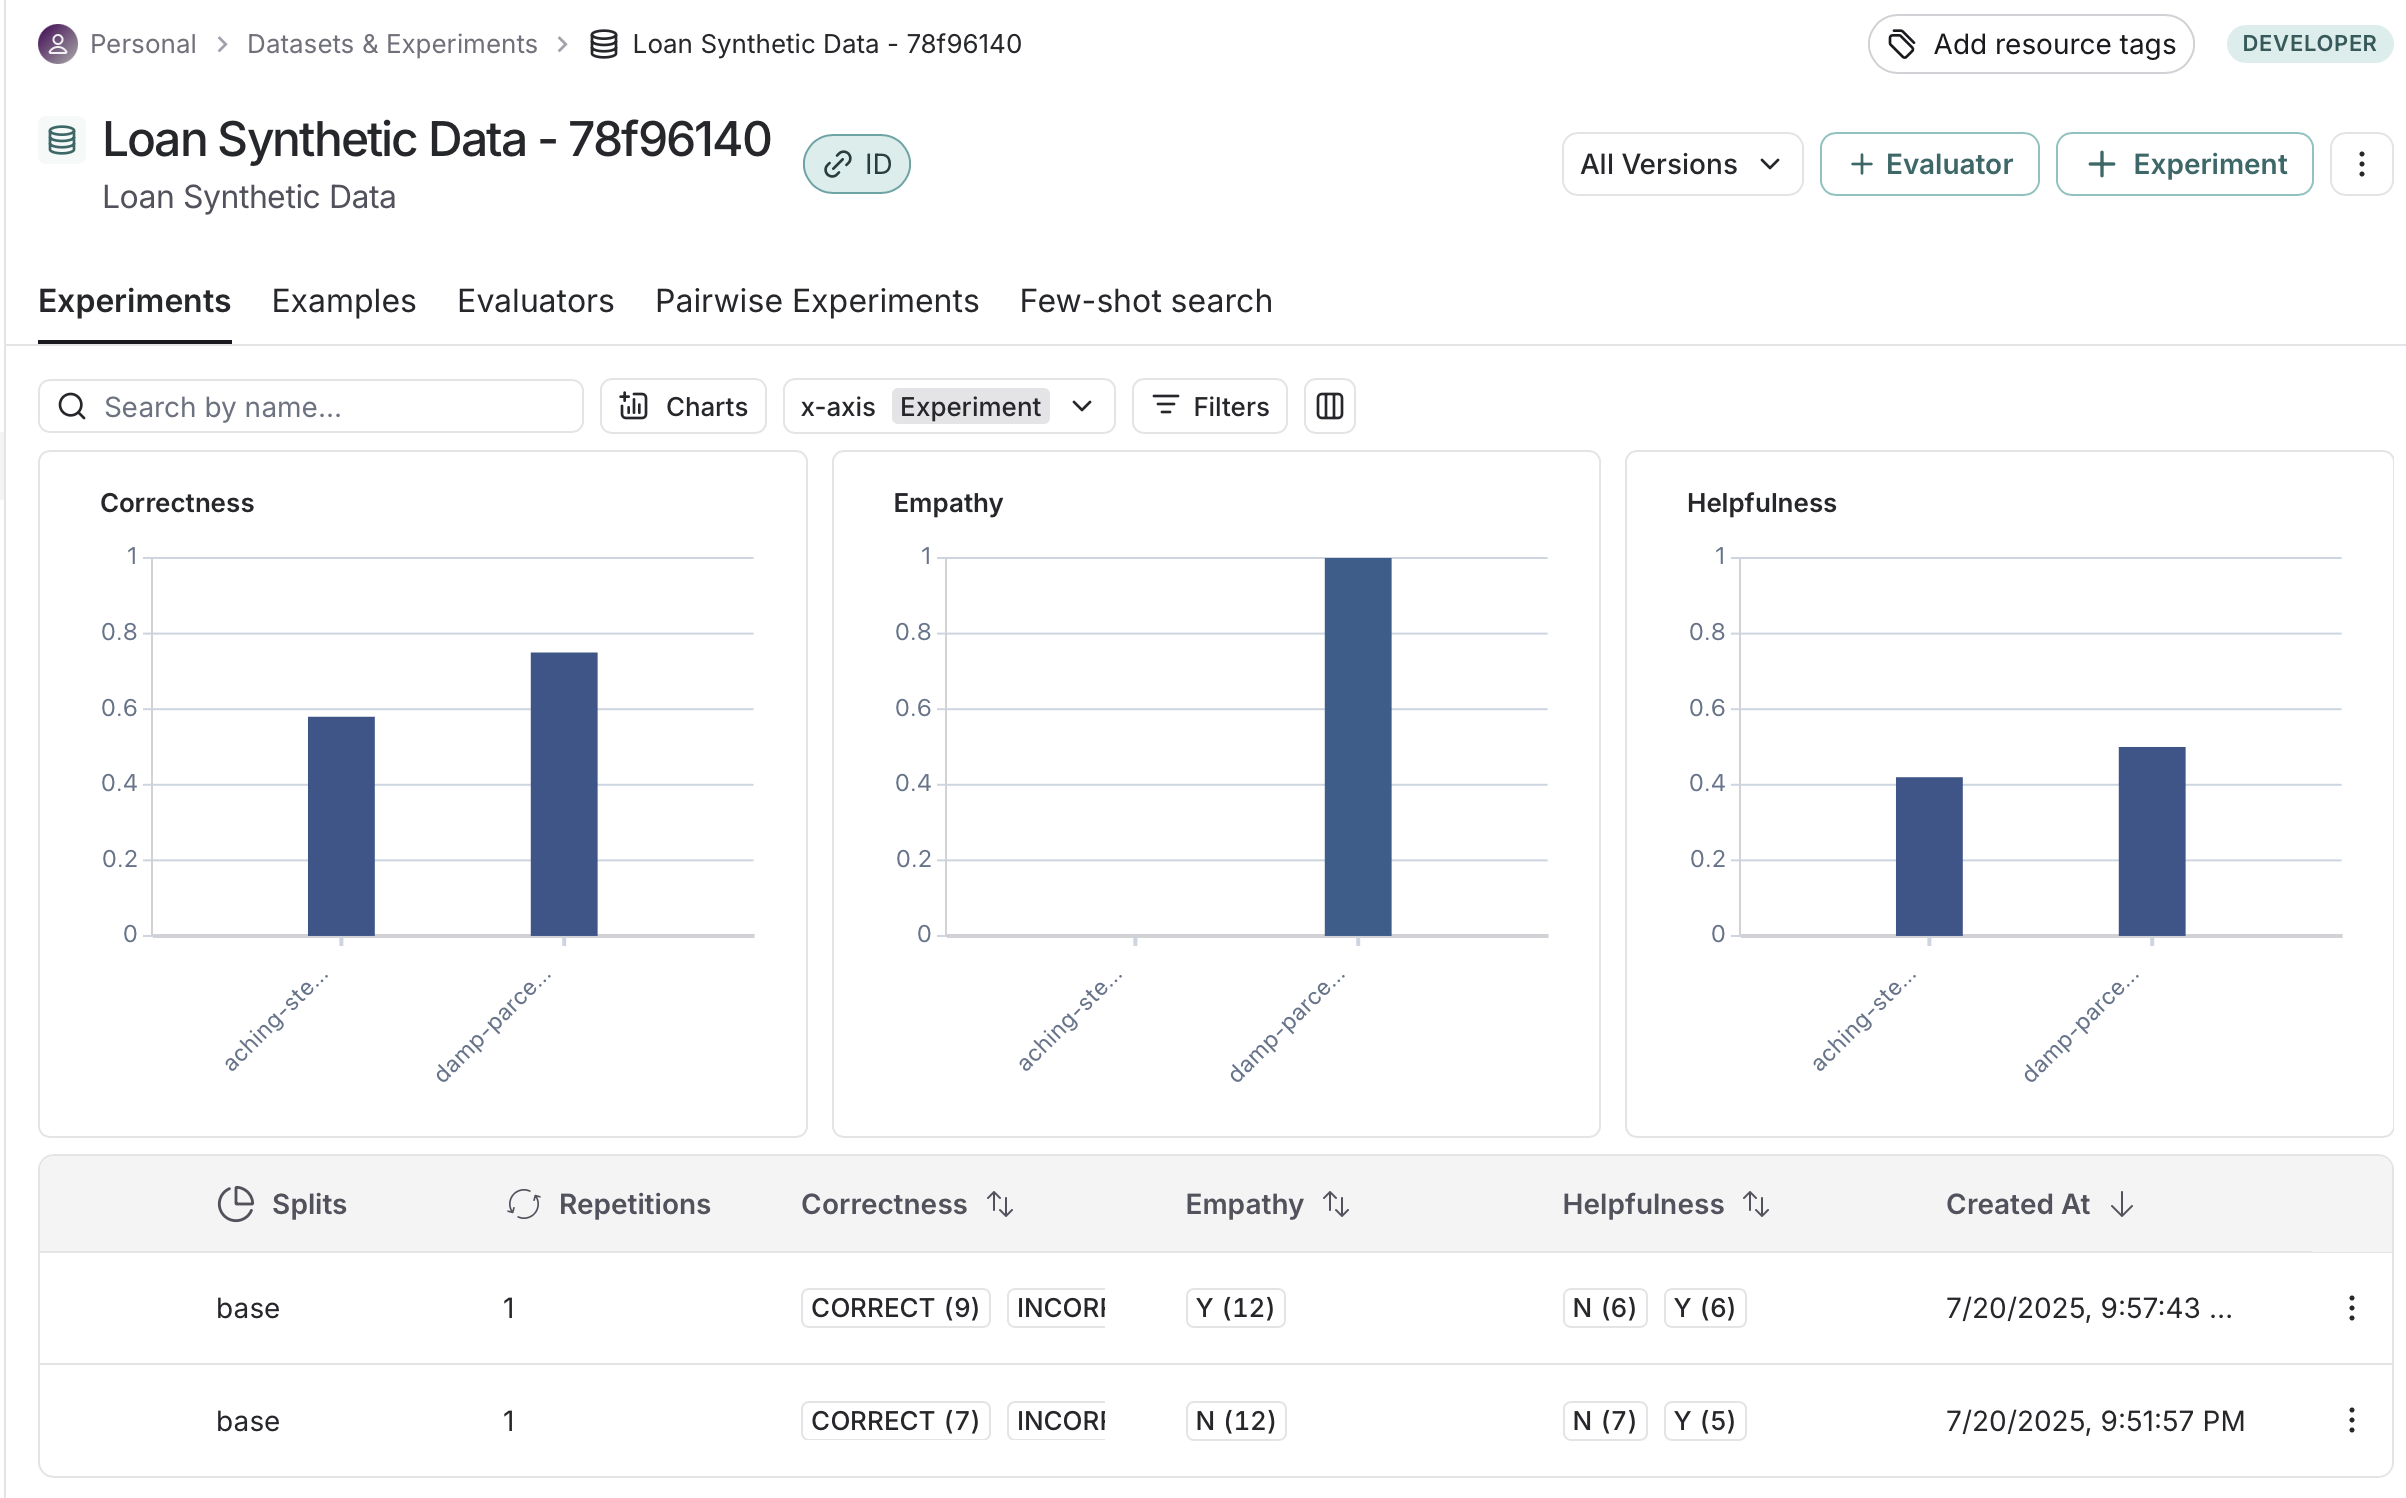 Personal > Datasets & Experiments > Loan Synthetic Data - 78f96140
Add resource tags
DEVELOPER
Loan Synthetic Data - 78f96140
ID
All Versions
+ Evaluator
+ Experiment
Loan Synthetic Data
Experiments Examples Evaluators Pairwise Experiments Few-shot search
Search by name...
Charts
x-axis Experiment
Filters
Correctness
1
0.8
0.6
0.4
0.2
0
aching-ste...
damp-parce...
Empathy
1
0.8
0.6
0.4
0.2
0
aching-ste...
damp-parce...
Helpfulness
1
0.8
0.6
0.4
0.2
0
aching-ste...
damp-parce...
Splits Repetitions Correctness Empathy Helpfulness Created At
base 1 CORRECT (9) INCORR Y (12) N (6) Y (6) 7/20/2025, 9:57:43 ...
base 1 CORRECT (7) INCORR N (12) N (7) Y (5) 7/20/2025, 9:51:57 PM